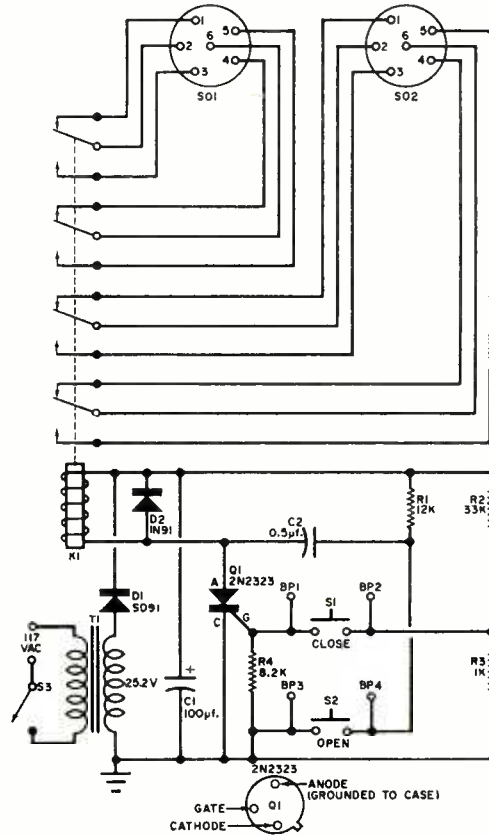 1
2
3
4
5
6
SO1
1
2
3
4
5
6
SO2
K1
D2
1N91
C2
0.5µf.
R1
12K
R2
33K
Q1
2N2323
A
C
G
D1
SD91
T1
117
VAC
S3
25.2V
+
C1
100µf.
BP1
S1
BP2
CLOSE
R4
8.2K
R3
1K
BP3
S2
BP4
OPEN
2N2323
ANODE
(GROUNDED TO CASE)
GATE
Q1
CATHODE